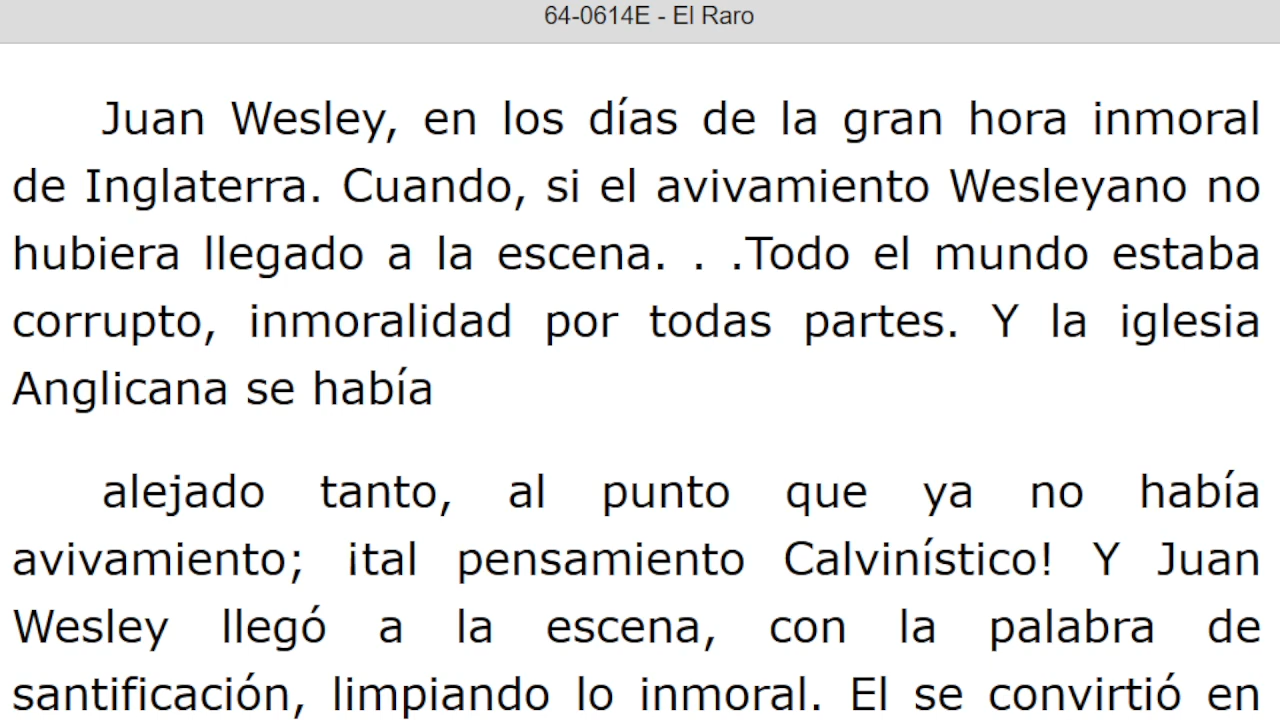 64-0614E - El Raro
Juan Wesley, en los días de la gran hora inmoral
de Inglaterra. Cuando, si el avivamiento Wesleyano no
hubiera llegado a la escena. . .Todo el mundo estaba
corrupto, inmoralidad por todas partes. Y la iglesia
Anglicana se había
alejado tanto, al punto que ya no había
avivamiento; ¡tal pensamiento Calvinístico! Y Juan
Wesley llegó a la escena, con la palabra de
santificación, limpiando lo inmoral. El se convirtió en